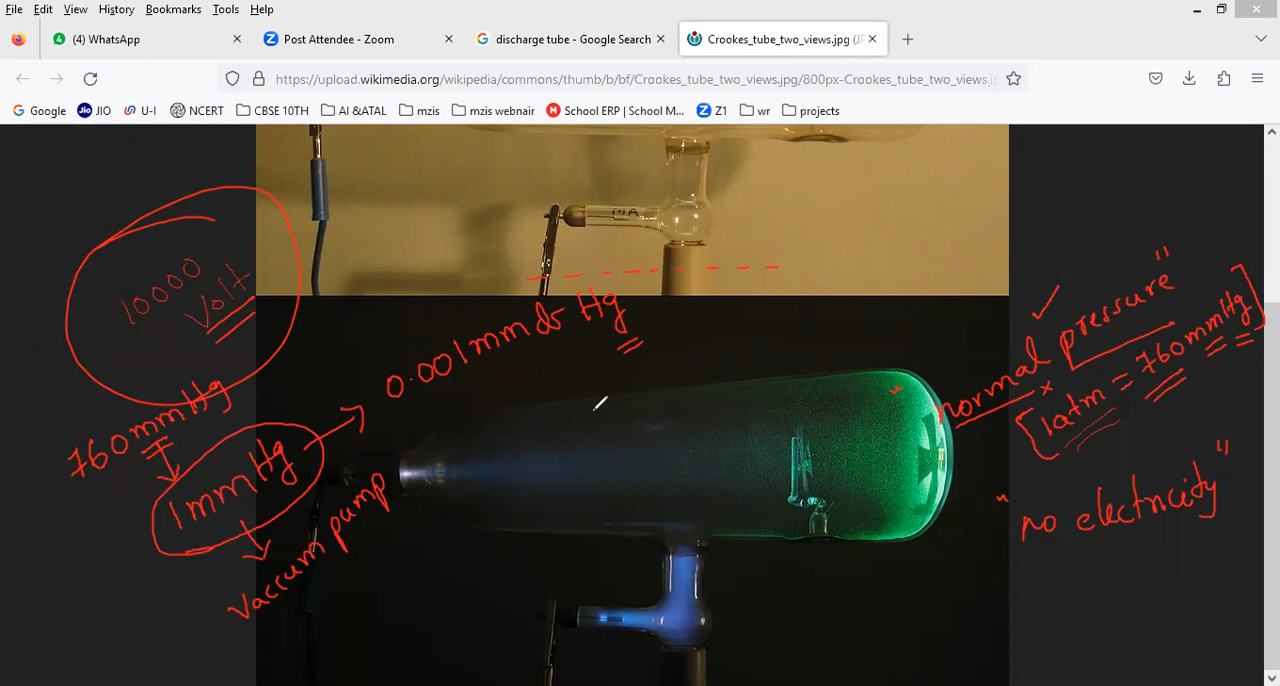 File Edit View History Bookmarks Tools Help
(4) WhatsApp
Post Attendee - Zoom
discharge tube - Google Search
Crookes_tube_two_views.jpg (JP
https://upload.wikimedia.org/wikipedia/commons/thumb/b/bf/Crookes_tube_two_views.jpg/800px-Crookes_tube_two_views.j
Google JIO U-I NCERT CBSE 10TH AI &ATAL mzis mzis webnair School ERP | School M... Z1 wr projects
10000
Volt
760mmHg
1mmHg
Vaccum pump
0.001mm
Hg
normal pressure"
[1atm = 760mmHg]
" no electricity"